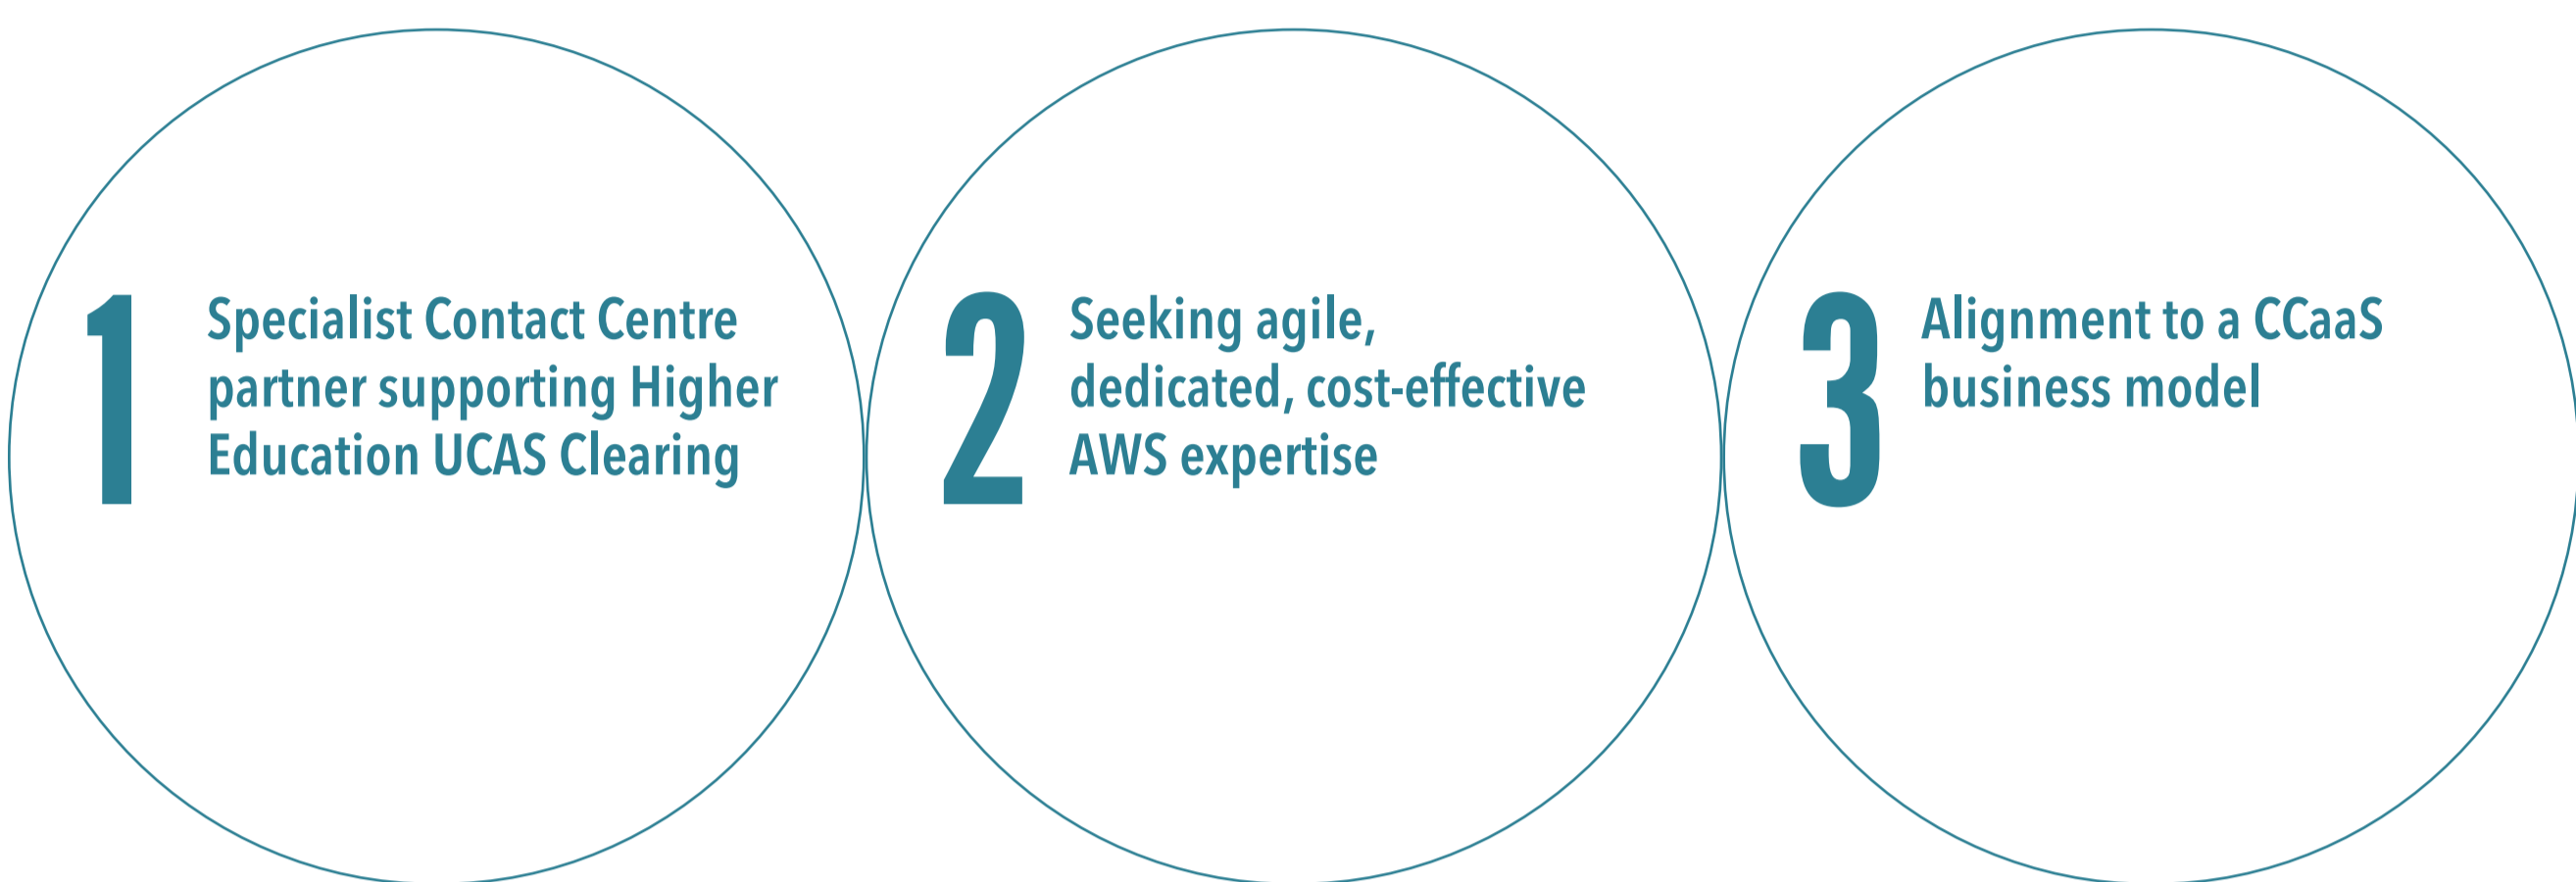 1
Specialist Contact Centre
partner supporting Higher
Education UCAS Clearing
2
Seeking agile,
dedicated, cost-effective
AWS expertise
3
Alignment to a CCaaS
business model